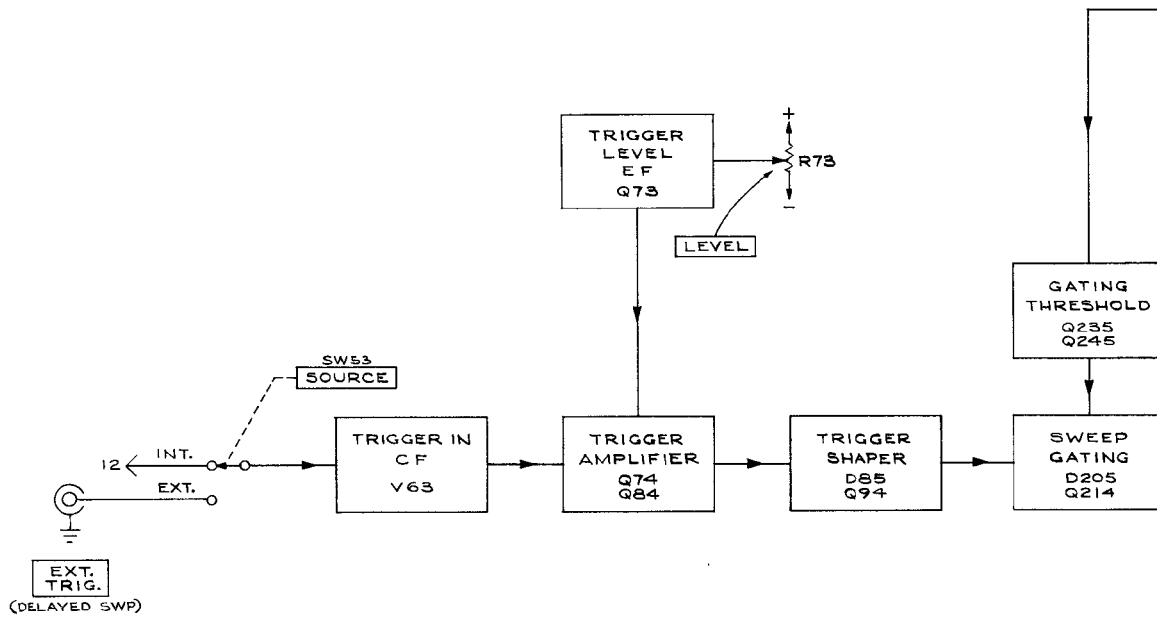 TRIGGER
LEVEL
EF
Q73
+
R73
−
LEVEL
GATING
THRESHOLD
Q235
Q245
SW53
SOURCE
12
INT.
EXT.
TRIGGER IN
CF
V63
TRIGGER
AMPLIFIER
Q74
Q84
TRIGGER
SHAPER
D85
Q94
SWEEP
GATING
D205
Q214
EXT.
TRIG.
(DELAYED SWP)